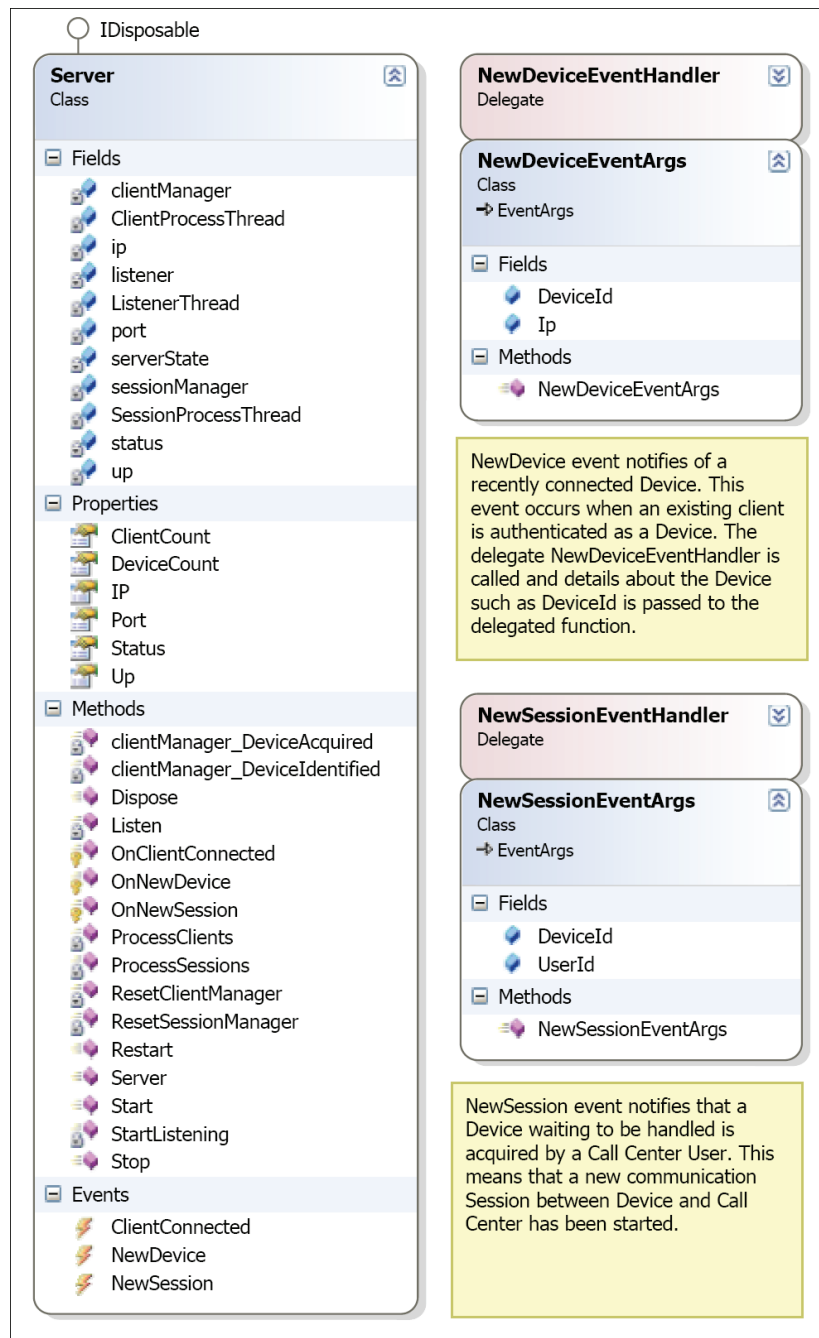 IDisposable
Server
Class
Fields
clientManager
ClientProcessThread
ip
listener
ListenerThread
port
serverState
sessionManager
SessionProcessThread
status
up
Properties
ClientCount
DeviceCount
IP
Port
Status
Up
Methods
clientManager_DeviceAcquired
clientManager_DeviceIdentified
Dispose
Listen
OnClientConnected
OnNewDevice
OnNewSession
ProcessClients
ProcessSessions
ResetClientManager
ResetSessionManager
Restart
Server
Start
StartListening
Stop
Events
ClientConnected
NewDevice
NewSession
NewDeviceEventHandler
Delegate
NewDeviceEventArgs
Class
EventArgs
Fields
DeviceId
Ip
Methods
NewDeviceEventArgs
NewDevice event notifies of a
recently connected Device. This
event occurs when an existing client
is authenticated as a Device. The
delegate NewDeviceEventHandler is
called and details about the Device
such as DeviceId is passed to the
delegated function.
NewSessionEventHandler
Delegate
NewSessionEventArgs
Class
EventArgs
Fields
DeviceId
UserId
Methods
NewSessionEventArgs
NewSession event notifies that a
Device waiting to be handled is
acquired by a Call Center User. This
means that a new communication
Session between Device and Call
Center has been started.